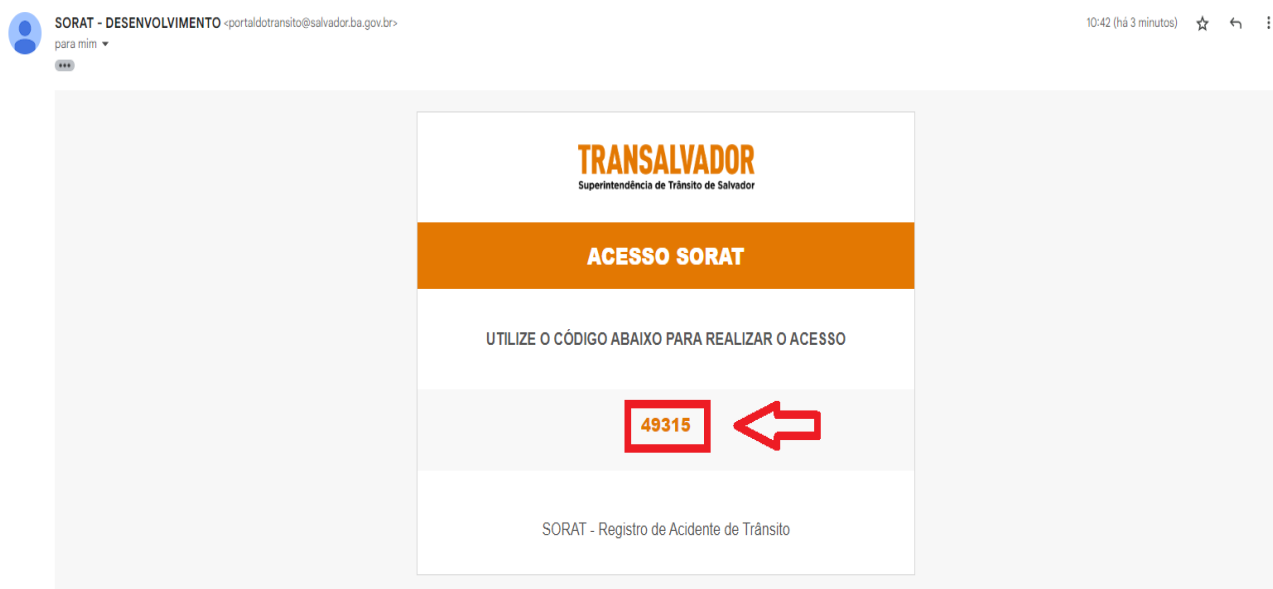 SORAT - DESENVOLVIMENTO <portaldotransito@salvador.ba.gov.br>
10:42 (há 3 minutos)
para mim
TRANSALVADOR
Superintendência de Trânsito de Salvador
ACESSO SORAT
UTILIZE O CÓDIGO ABAIXO PARA REALIZAR O ACESSO
49315
SORAT - Registro de Acidente de Trânsito